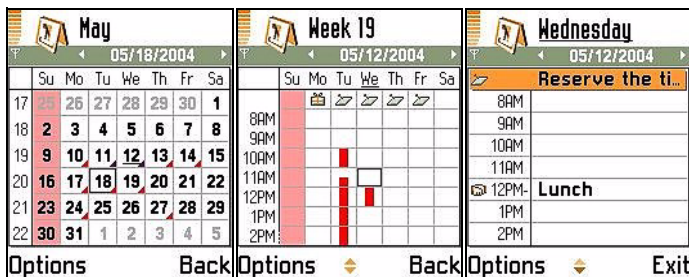 May
05/18/2004
Su Mo Tu We Th Fr Sa
17 25 26 27 28 29 30 1
18 2 3 4 5 6 7 8
19 9 10 11 12 13 14 15
20 16 17 18 19 20 21 22
21 23 24 25 26 27 28 29
22 30 31 1 2 3 4 5
Options Back
Week 19
05/12/2004
Su Mo Tu We Th Fr Sa
8AM
9AM
10AM
11AM
12PM
1PM
2PM
Options Back
Wednesday
05/12/2004
Reserve the ti...
8AM
9AM
10AM
11AM
12PM- Lunch
1PM
2PM
Options Exit